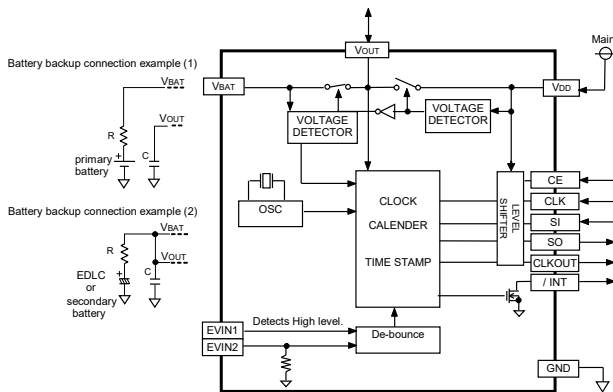 VOUT
Main
Battery backup connection example (1)
VBAT
VBAT
VDD
VOUT
VOLTAGE
DETECTOR
VOLTAGE
DETECTOR
R
+
C
primary
battery
CE
CLK
SI
SO
CLKOUT
/ INT
LEVEL
SHIFTER
CLOCK
CALENDER
TIME STAMP
OSC
Battery backup connection example (2)
VBAT
R
VOUT
C
+
EDLC
or
secondary
battery
EVIN1
Detects High level.
EVIN2
De-bounce
GND